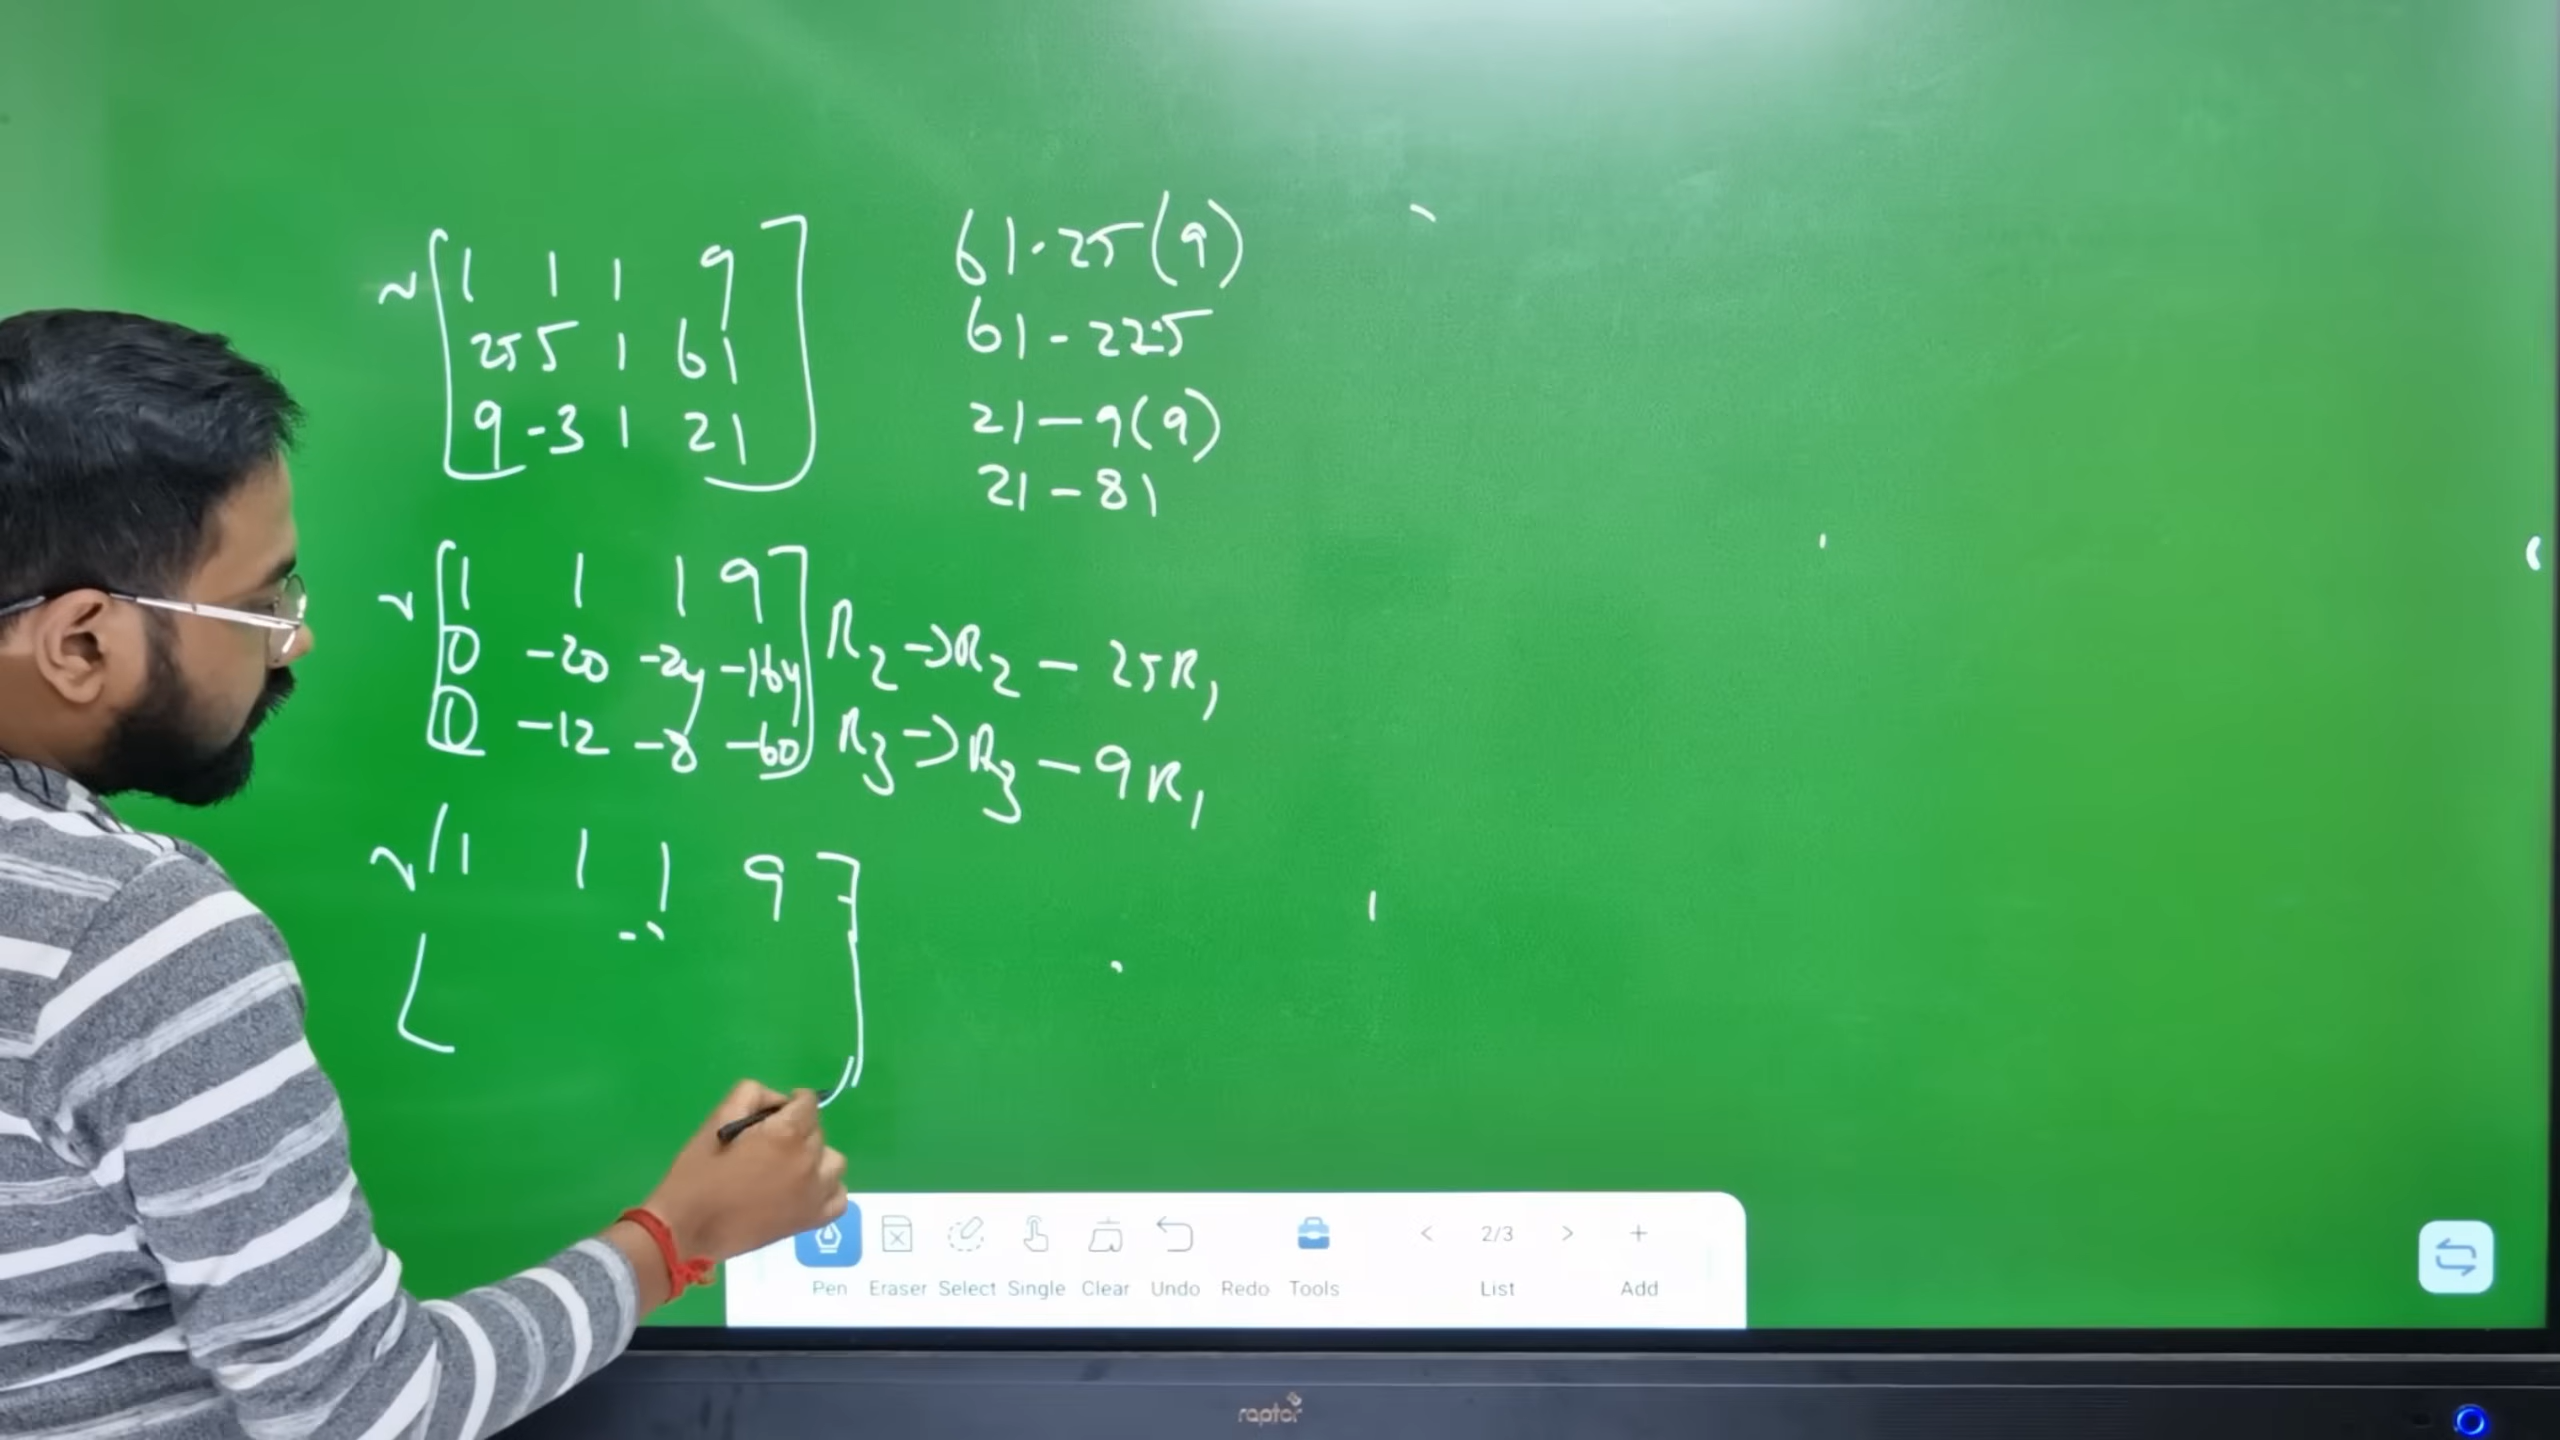 ~ [ 1 1 1 9 ]
25 5 1 61
9 -3 1 21
61 - 25(9)
61 - 225
21 - 9(9)
21 - 81
~ [ 1 1 1 9 ]
0 -20 -24 -164 R2 → R2 - 25R1
0 -12 -8 -60 R3 → R3 - 9R1
~ [ 1 1 1 9 ]
Pen Eraser Select Single Clear Undo Redo Tools < 2/3 > List + Add
raptor